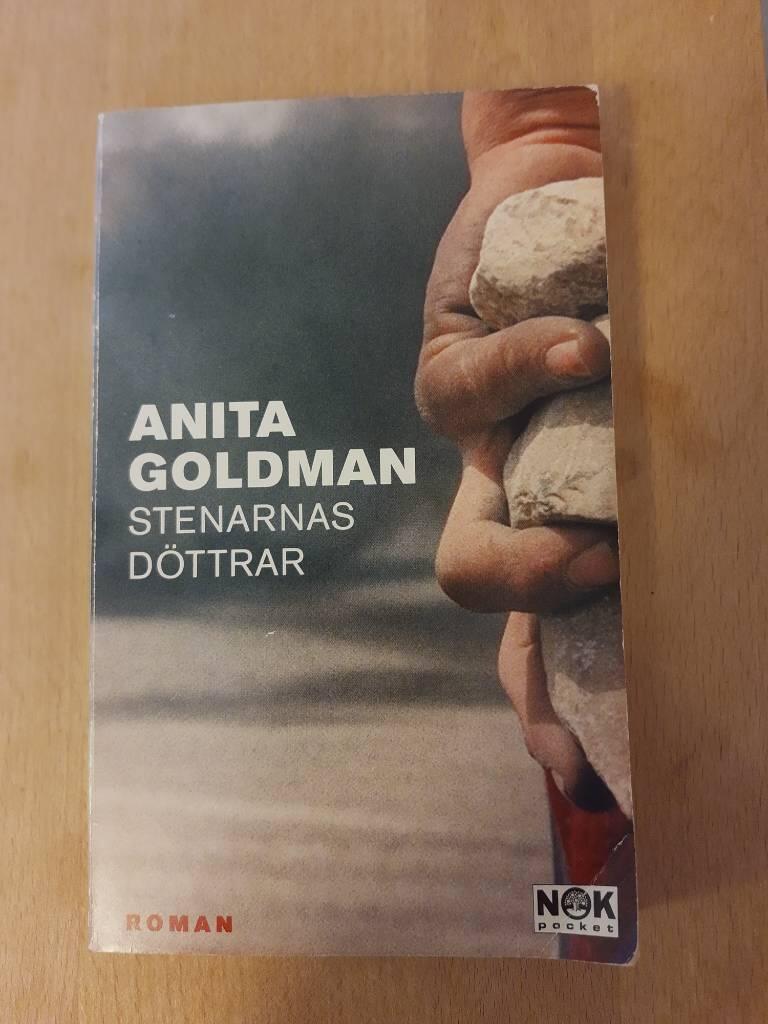 ANITA
GOLDMAN
STENARNAS
DÖTTRAR
ROMAN
NOK
pocket